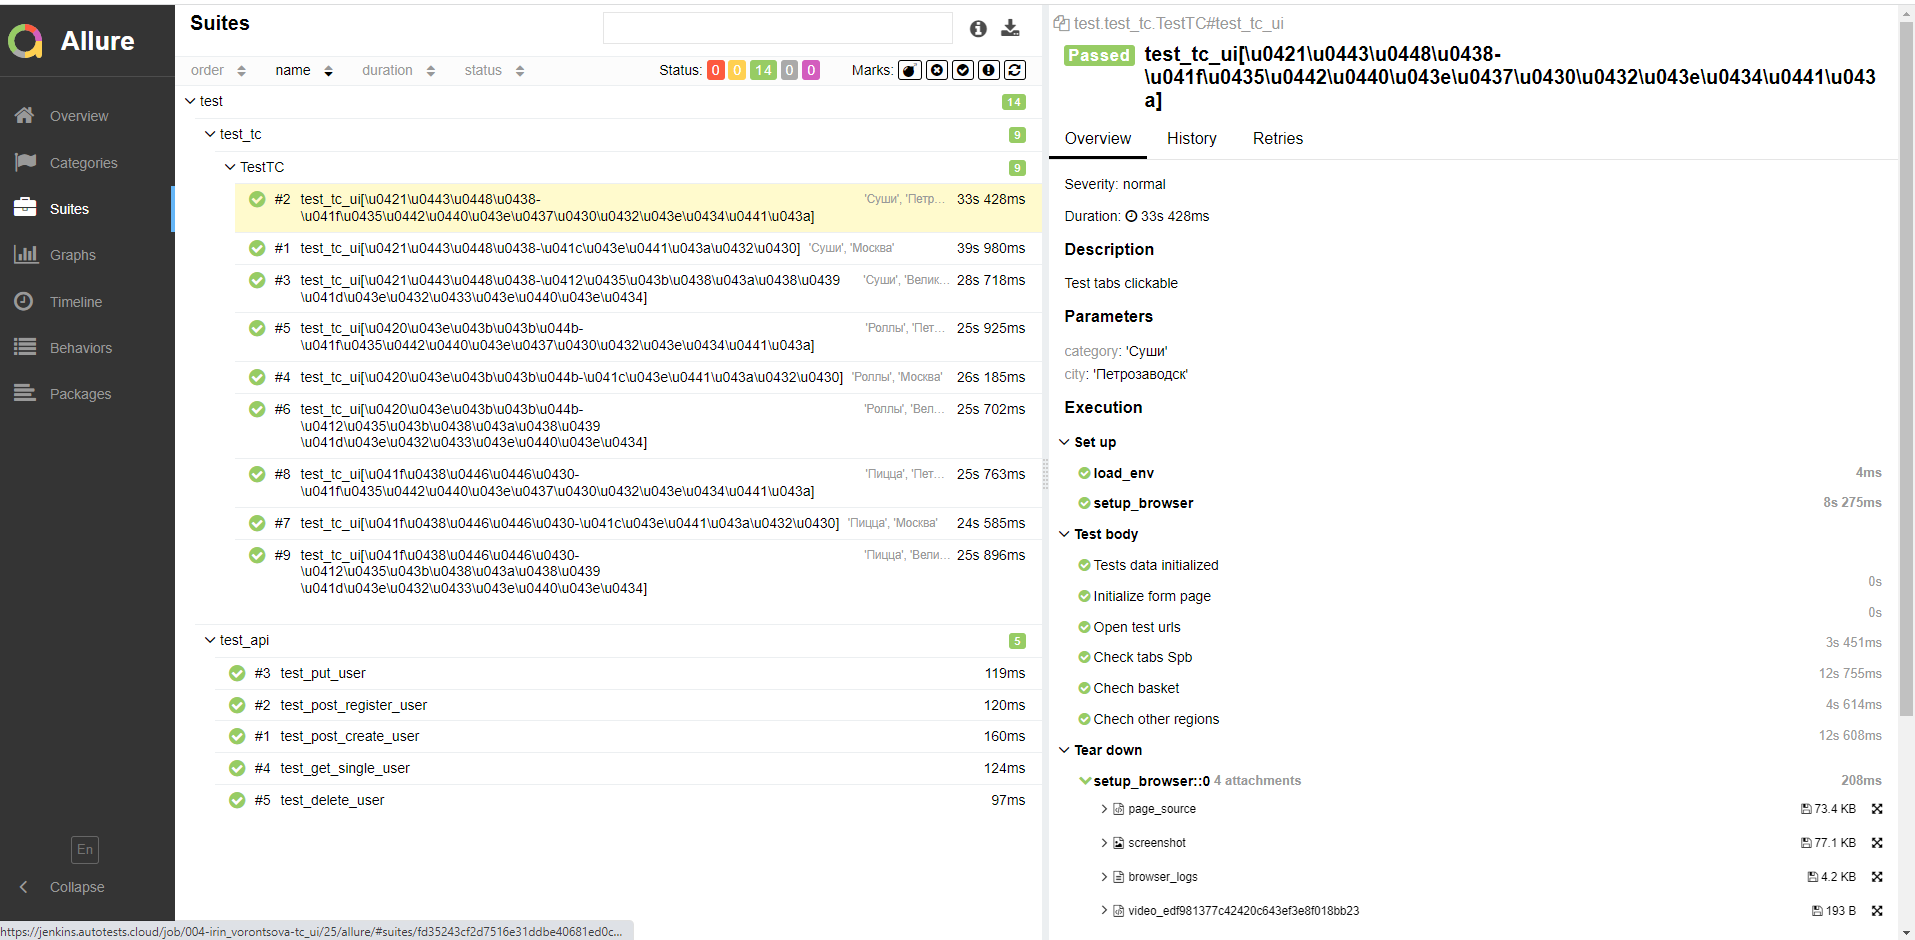 Allure
Overview
Categories
Suites
Graphs
Timeline
Behaviors
Packages
En
Collapse
Suites
order name duration status Status: 0 0 14 0 0 Marks:
test 14
test_tc 9
TestTC 9
#2 test_tc_ui[\u0421\u0443\u0448\u0438- 'Суши', 'Петр... 33s 428ms
\u041f\u0435\u0442\u0440\u043e\u0437\u0430\u0432\u043e\u0434\u0441\u043a]
#1 test_tc_ui[\u0421\u0443\u0448\u0438-\u041c\u043e\u0441\u043a\u0432\u0430] 'Суши', 'Москва' 39s 980ms
#3 test_tc_ui[\u0421\u0443\u0448\u0438-\u0412\u0435\u043b\u0438\u043a\u0438\u0439 'Суши', 'Велик... 28s 718ms
\u041d\u043e\u0432\u0433\u043e\u0440\u043e\u0434]
#5 test_tc_ui[\u0420\u043e\u043b\u043b\u044b- 'Роллы', 'Пет... 25s 925ms
\u041f\u0435\u0442\u0440\u043e\u0437\u0430\u0432\u043e\u0434\u0441\u043a]
#4 test_tc_ui[\u0420\u043e\u043b\u043b\u044b-\u041c\u043e\u0441\u043a\u0432\u0430] 'Роллы', 'Москва' 26s 185ms
#6 test_tc_ui[\u0420\u043e\u043b\u043b\u044b- 'Роллы', 'Вел... 25s 702ms
\u0412\u0435\u043b\u0438\u043a\u0438\u0439
\u041d\u043e\u0432\u0433\u043e\u0440\u043e\u0434]
#8 test_tc_ui[\u041f\u0438\u0446\u0446\u0430- 'Пицца', 'Пет... 25s 763ms
\u041f\u0435\u0442\u0440\u043e\u0437\u0430\u0432\u043e\u0434\u0441\u043a]
#7 test_tc_ui[\u041f\u0438\u0446\u0446\u0430-\u041c\u043e\u0441\u043a\u0432\u0430] 'Пицца', 'Москва' 24s 585ms
#9 test_tc_ui[\u041f\u0438\u0446\u0446\u0430- 'Пицца', 'Вели... 25s 896ms
\u0412\u0435\u043b\u0438\u043a\u0438\u0439
\u041d\u043e\u0432\u0433\u043e\u0440\u043e\u0434]
test_api 5
#3 test_put_user 119ms
#2 test_post_register_user 120ms
#1 test_post_create_user 160ms
#4 test_get_single_user 124ms
#5 test_delete_user 97ms
https://jenkins.autotests.cloud/job/004-irin_vorontsova-tc_ui/25/allure/#suites/fd35243cf2d7516e31ddbe40681ed0c...
test.test_tc.TestTC#test_tc_ui
Passed test_tc_ui[\u0421\u0443\u0448\u0438-
\u041f\u0435\u0442\u0440\u043e\u0437\u0430\u0432\u043e\u0434\u0441\u043
a]
Overview History Retries
Severity: normal
Duration: 33s 428ms
Description
Test tabs clickable
Parameters
category: 'Суши'
city: 'Петрозаводск'
Execution
Set up
load_env 4ms
setup_browser 8s 275ms
Test body
Tests data initialized
0s
Initialize form page
0s
Open test urls
3s 451ms
Check tabs Spb
12s 755ms
Chech basket
4s 614ms
Chech other regions
12s 608ms
Tear down
setup_browser::0 4 attachments 208ms
page_source 73.4 KB
screenshot 77.1 KB
browser_logs 4.2 KB
video_edf981377c42420c643ef3e8f018bb23 193 B